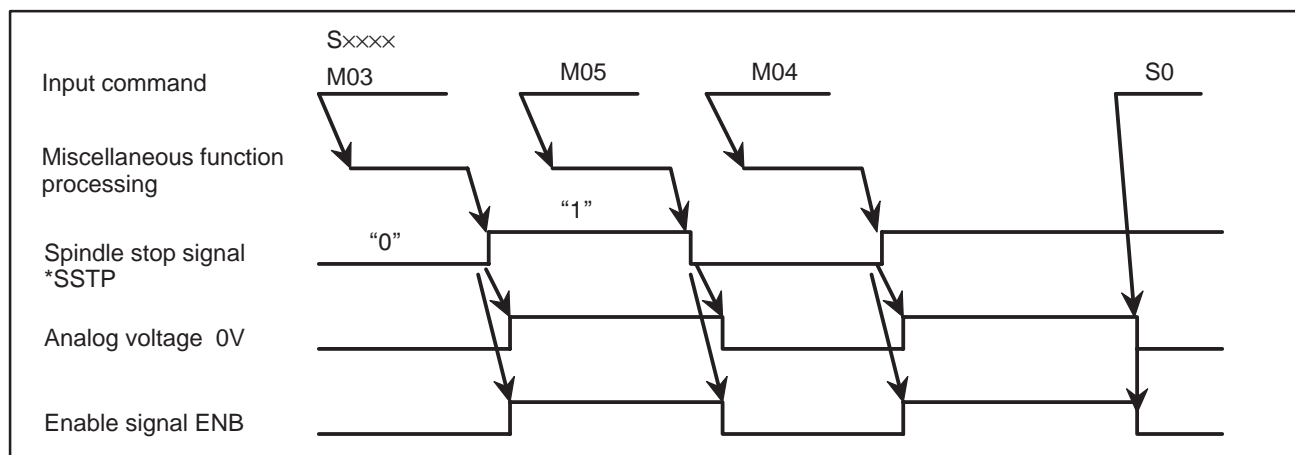 S××××
Input command M03 M05 M04 S0
Miscellaneous function
processing
“1”
“0”
Spindle stop signal
*SSTP
Analog voltage 0V
Enable signal ENB